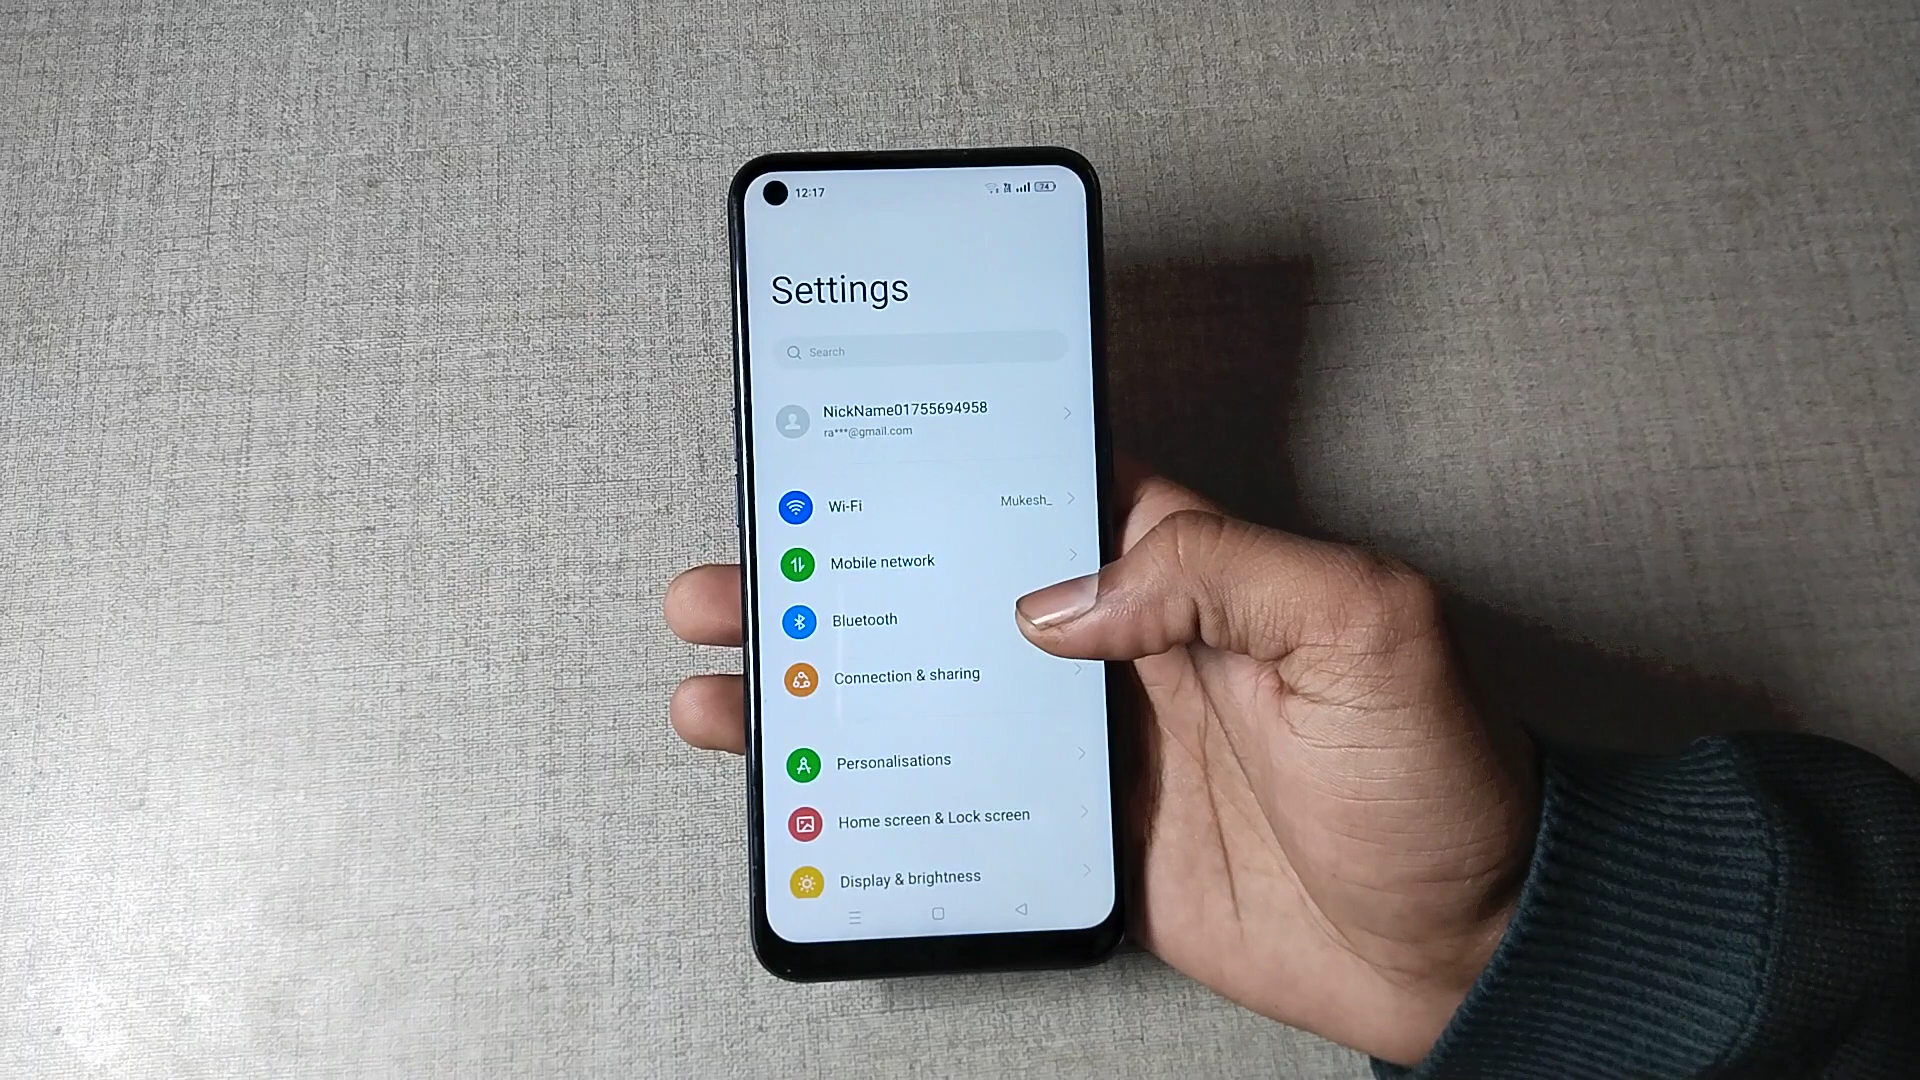 12:17
74
Settings
Search
NickName01755694958
ra***@gmail.com
Wi-Fi
Mukesh_
Mobile network
Bluetooth
Connection & sharing
Personalisations
Home screen & Lock screen
Display & brightness